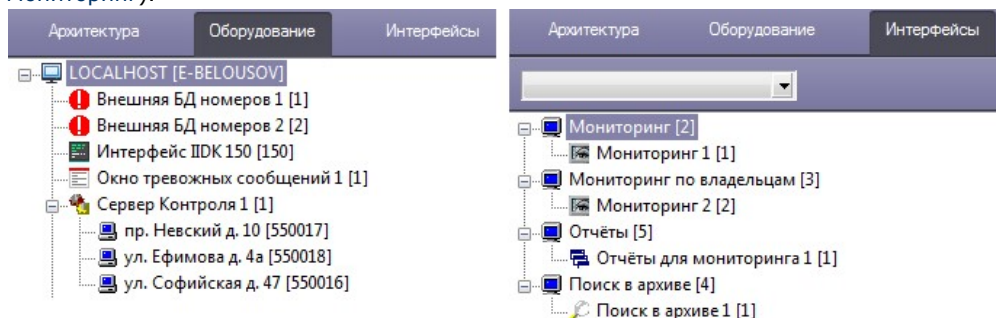 Мониторинг).
Архитектура Оборудование Интерфейсы
LOCALHOST [E-BELOUSOV]
Внешняя БД номеров 1 [1]
Внешняя БД номеров 2 [2]
Интерфейс IIDK 150 [150]
Окно тревожных сообщений 1 [1]
Сервер Контроля 1 [1]
пр. Невский д. 10 [550017]
ул. Ефимова д. 4а [550018]
ул. Софийская д. 47 [550016]
Архитектура Оборудование Интерфейсы
Мониторинг [2]
Мониторинг 1 [1]
Мониторинг по владельцам [3]
Мониторинг 2 [2]
Отчёты [5]
Отчёты для мониторинга 1 [1]
Поиск в архиве [4]
Поиск в архиве 1 [1]